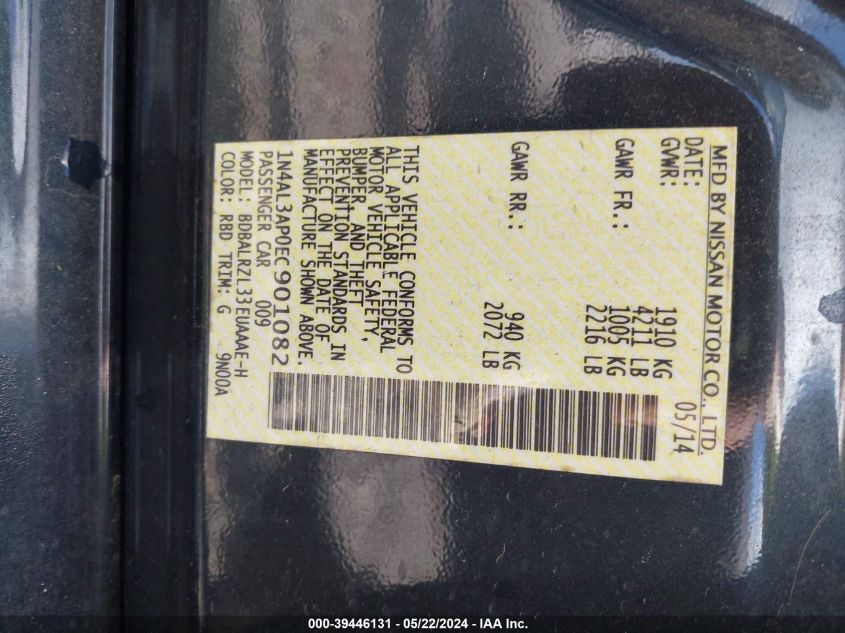 MFD BY NISSAN MOTOR CO., LTD.
DATE: 05/14
GVWR: 1910 KG
4211 LB
GAWR FR.: 1005 KG
2216 LB
GAWR RR.: 940 KG
2072 LB
THIS VEHICLE CONFORMS TO
ALL APPLICABLE FEDERAL
MOTOR VEHICLE SAFETY,
BUMPER, AND THEFT
PREVENTION STANDARDS IN
EFFECT ON THE DATE OF
MANUFACTURE SHOWN ABOVE.
1N4AL3AP0EC901082
PASSENGER CAR 009
MODEL: BDBALRZL33EUAAAE-H
COLOR: RBD TRIM: G 9N00A
000-39446131 - 05/22/2024 - IAA Inc.